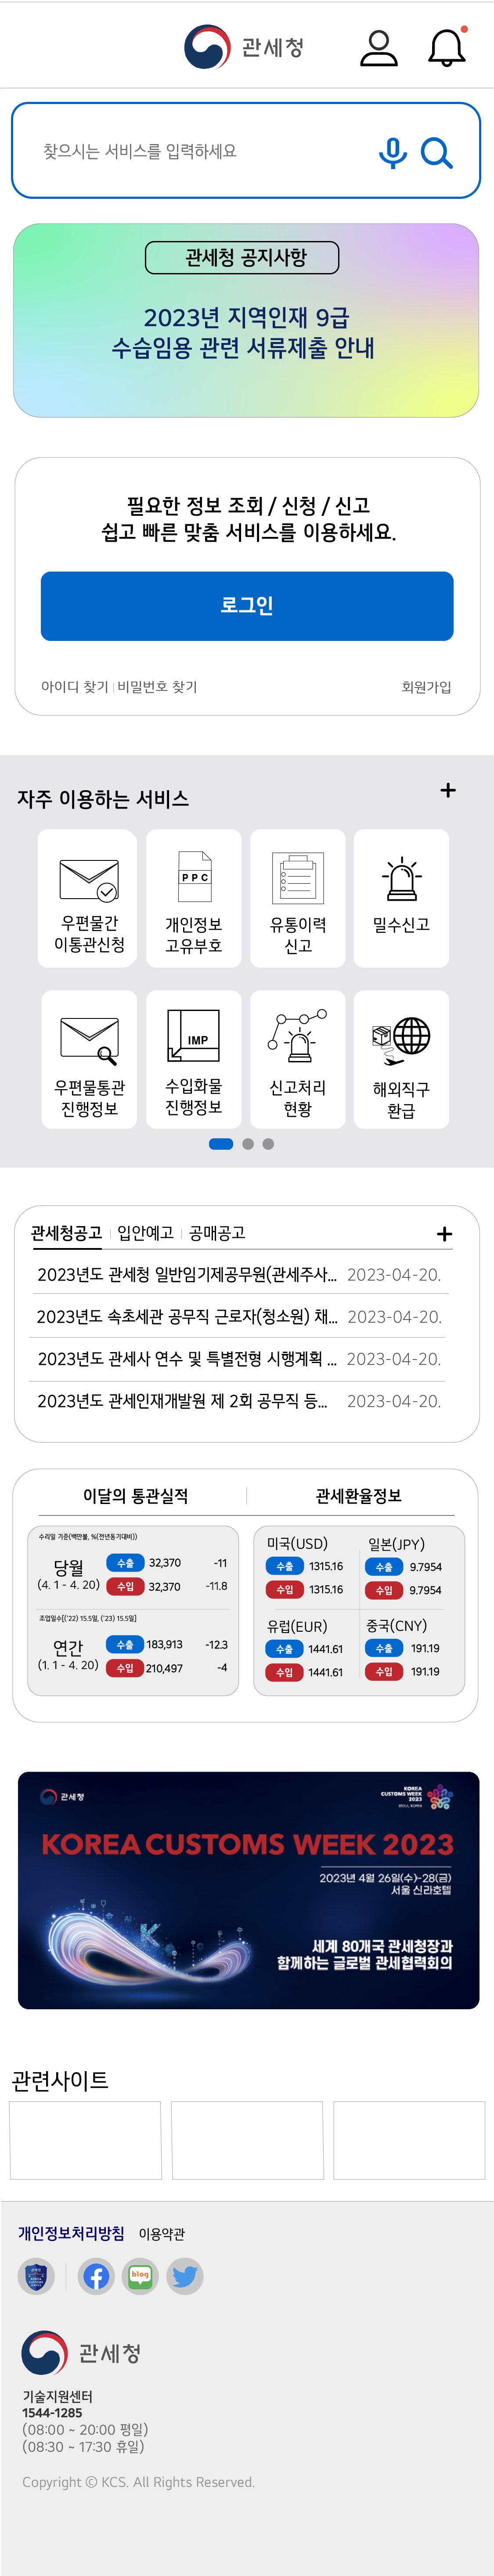 관세청
찾으시는 서비스를 입력하세요
관세청 공지사항
2023년 지역인재 9급
수습임용 관련 서류제출 안내
필요한 정보 조회 / 신청 / 신고
쉽고 빠른 맞춤 서비스를 이용하세요.
로그인
아이디 찾기 | 비밀번호 찾기
회원가입
자주 이용하는 서비스
우편물간
이통관신청
PPC
개인정보
고유부호
유통이력
신고
밀수신고
우편물통관
진행정보
IMP
수입화물
진행정보
신고처리
현황
해외직구
환급
관세청공고 | 입안예고 | 공매공고
2023년도 관세청 일반임기제공무원(관세주사... 2023-04-20.
2023년도 속초세관 공무직 근로자(청소원) 채... 2023-04-20.
2023년도 관세사 연수 및 특별전형 시행계획 ... 2023-04-20.
2023년도 관세인재개발원 제 2회 공무직 등... 2023-04-20.
이달의 통관실적
수리일 기준(백만불, %(전년동기대비))
당월
(4. 1 - 4. 20)
수출 32,370 -11
수입 32,370 -11.8
조업일수[('22) 15.5일, ('23) 15.5일]
연간
(1. 1 - 4. 20)
수출 183,913 -12.3
수입 210,497 -4
관세환율정보
미국(USD)
수출 1315.16
수입 1315.16
일본(JPY)
수출 9.7954
수입 9.7954
유럽(EUR)
수출 1441.61
수입 1441.61
중국(CNY)
수출 191.19
수입 191.19
관세청
KOREA
CUSTOMS WEEK
2023
SEOUL, KOREA
KOREA CUSTOMS WEEK 2023
2023년 4월 26일(수)-28(금)
서울 신라호텔
세계 80개국 관세청장과
함께하는 글로벌 관세협력회의
관련사이트
개인정보처리방침 이용약관
blog
관세청
기술지원센터
1544-1285
(08:00 ~ 20:00 평일)
(08:30 ~ 17:30 휴일)
Copyright © KCS. All Rights Reserved.